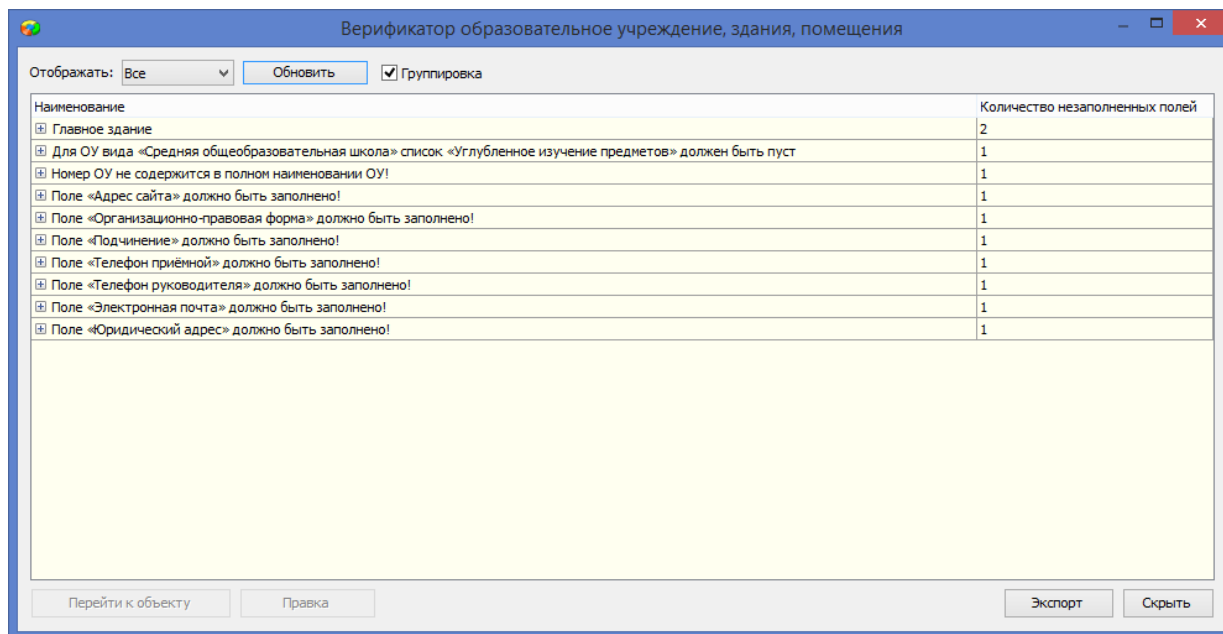 Верификатор образовательное учреждение, здания, помещения
Отображать: Все Обновить Группировка
Наименование Количество незаполненных полей
Главное здание 2
Для ОУ вида «Средняя общеобразовательная школа» список «Углубленное изучение предметов» должен быть пуст 1
Номер ОУ не содержится в полном наименовании ОУ! 1
Поле «Адрес сайта» должно быть заполнено! 1
Поле «Организационно-правовая форма» должно быть заполнено! 1
Поле «Подчинение» должно быть заполнено! 1
Поле «Телефон приёмной» должно быть заполнено! 1
Поле «Телефон руководителя» должно быть заполнено! 1
Поле «Электронная почта» должно быть заполнено! 1
Поле «Юридический адрес» должно быть заполнено! 1
Перейти к объекту Правка Экспорт Скрыть